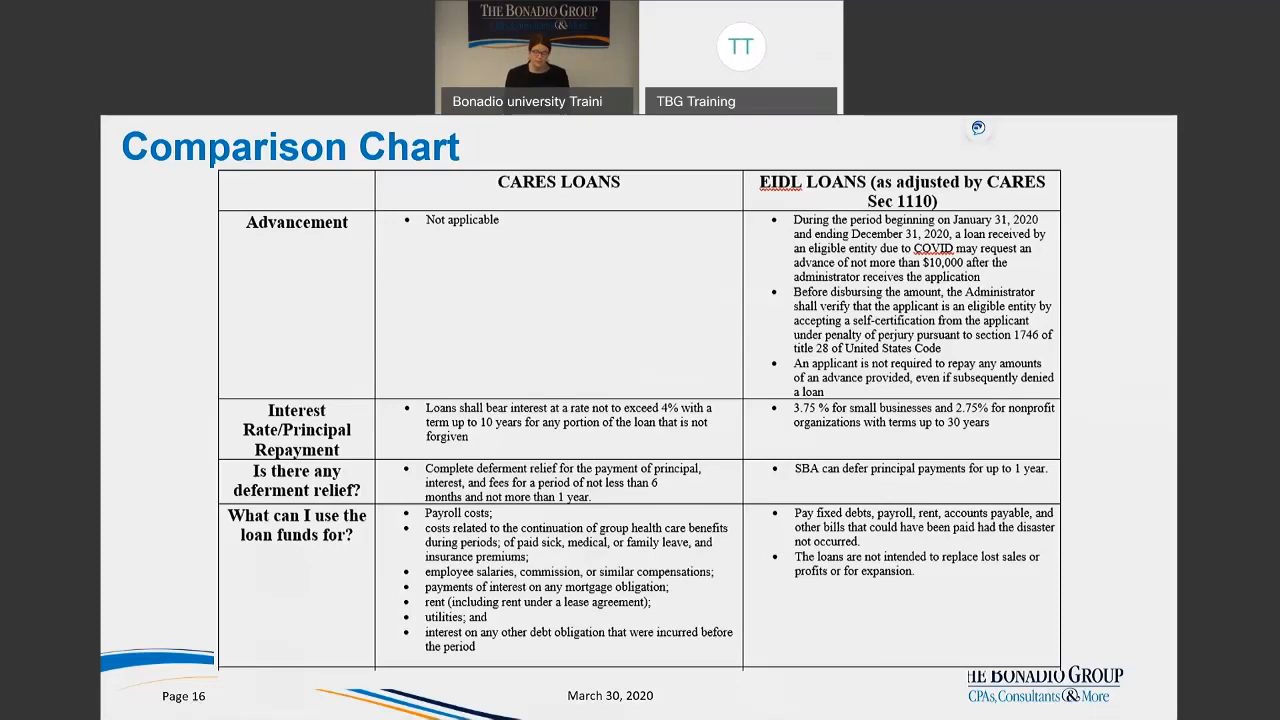 THE BONADIO GROUP
TT
Bonadio university Traini
TBG Training
Comparison Chart
CARES LOANS
EIDL LOANS (as adjusted by CARES
Sec 1110)
Advancement
• Not applicable
• During the period beginning on January 31, 2020
and ending December 31, 2020, a loan received by
an eligible entity due to COVID may request an
advance of not more than $10,000 after the
administrator receives the application
• Before disbursing the amount, the Administrator
shall verify that the applicant is an eligible entity by
accepting a self-certification from the applicant
under penalty of perjury pursuant to section 1746 of
title 28 of United States Code
• An applicant is not required to repay any amounts
of an advance provided, even if subsequently denied
a loan
Interest
Rate/Principal
Repayment
• Loans shall bear interest at a rate not to exceed 4% with a
term up to 10 years for any portion of the loan that is not
forgiven
• 3.75 % for small businesses and 2.75% for nonprofit
organizations with terms up to 30 years
Is there any
deferment relief?
• Complete deferment relief for the payment of principal,
interest, and fees for a period of not less than 6
months and not more than 1 year.
• SBA can defer principal payments for up to 1 year.
What can I use the
loan funds for?
• Payroll costs;
• costs related to the continuation of group health care benefits
during periods; of paid sick, medical, or family leave, and
insurance premiums;
• employee salaries, commission, or similar compensations;
• payments of interest on any mortgage obligation;
• rent (including rent under a lease agreement);
• utilities; and
• interest on any other debt obligation that were incurred before
the period
• Pay fixed debts, payroll, rent, accounts payable, and
other bills that could have been paid had the disaster
not occurred.
• The loans are not intended to replace lost sales or
profits or for expansion.
Page 16
March 30, 2020
HE BONADIO GROUP
CPAs, Consultants & More